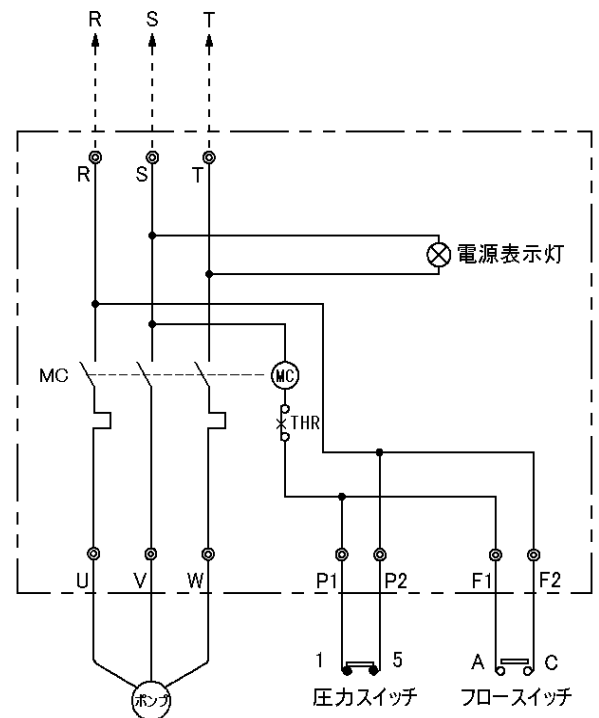 R S T
R S T
電源表示灯
MC
MC
THR
U V W P1 P2 F1 F2
1 5 A C
圧力スイッチ フロースイッチ
ポンプ